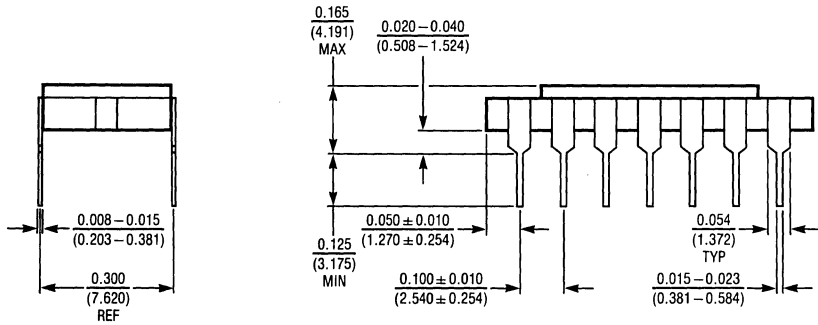 0.165
(4.191)
MAX
0.020 – 0.040
(0.508 – 1.524)
0.008 – 0.015
(0.203 – 0.381)
0.300
(7.620)
REF
0.125
(3.175)
MIN
0.050 ± 0.010
(1.270 ± 0.254)
0.100 ± 0.010
(2.540 ± 0.254)
0.054
(1.372)
TYP
0.015 – 0.023
(0.381 – 0.584)